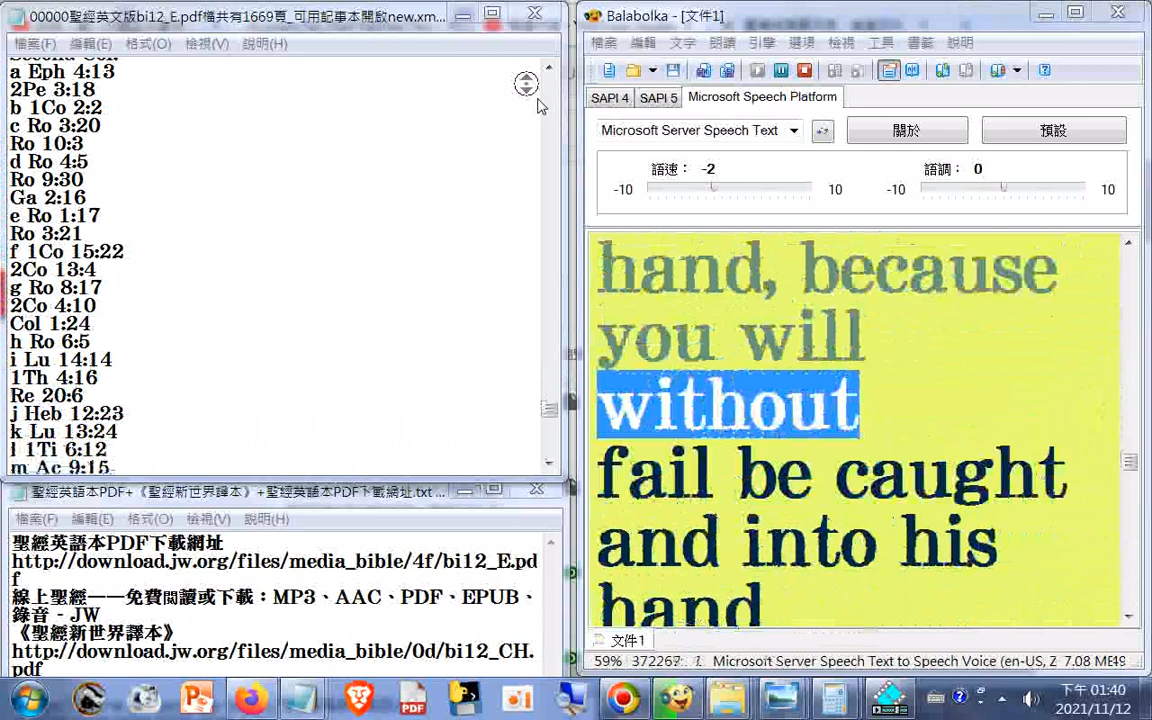 00000聖經英文版bi12_E.pdf檔共有1669頁_可用記事本開啟new.xm...
檔案(F) 編輯(E) 格式(O) 檢視(V) 說明(H)
a Eph 4:13
2Pe 3:18
b 1Co 2:2
c Ro 3:20
Ro 10:3
d Ro 4:5
Ro 9:30
Ga 2:16
e Ro 1:17
Ro 3:21
f 1Co 15:22
2Co 13:4
g Ro 8:17
2Co 4:10
Col 1:24
h Ro 6:5
i Lu 14:14
1Th 4:16
Re 20:6
j Heb 12:23
k Lu 13:24
l 1Ti 6:12
m Ac 9:15
聖經英語本PDF+《聖經新世界譯本》+聖經英語本PDF下載網址.txt ...
檔案(F) 編輯(E) 格式(O) 檢視(V) 說明(H)
聖經英語本PDF下載網址
http://download.jw.org/files/media_bible/4f/bi12_E.pd
f
線上聖經——免費閱讀或下載：MP3、AAC、PDF、EPUB、
錄音 - JW
《聖經新世界譯本》
http://download.jw.org/files/media_bible/0d/bi12_CH.
pdf
Balabolka - [文件1]
檔案 編輯 文字 朗讀 引擎 選項 檢視 工具 書籤 說明
SAPI 4 SAPI 5 Microsoft Speech Platform
Microsoft Server Speech Text 關於 預設
語速： -2 語調： 0
-10 10 -10 10
hand, because
you will
without
fail be caught
and into his
hand
文件1
59% Microsoft Server Speech Text to Speech Voice (en-US, Z 7.08 MB
PDF
下午 01:40
2021/11/12